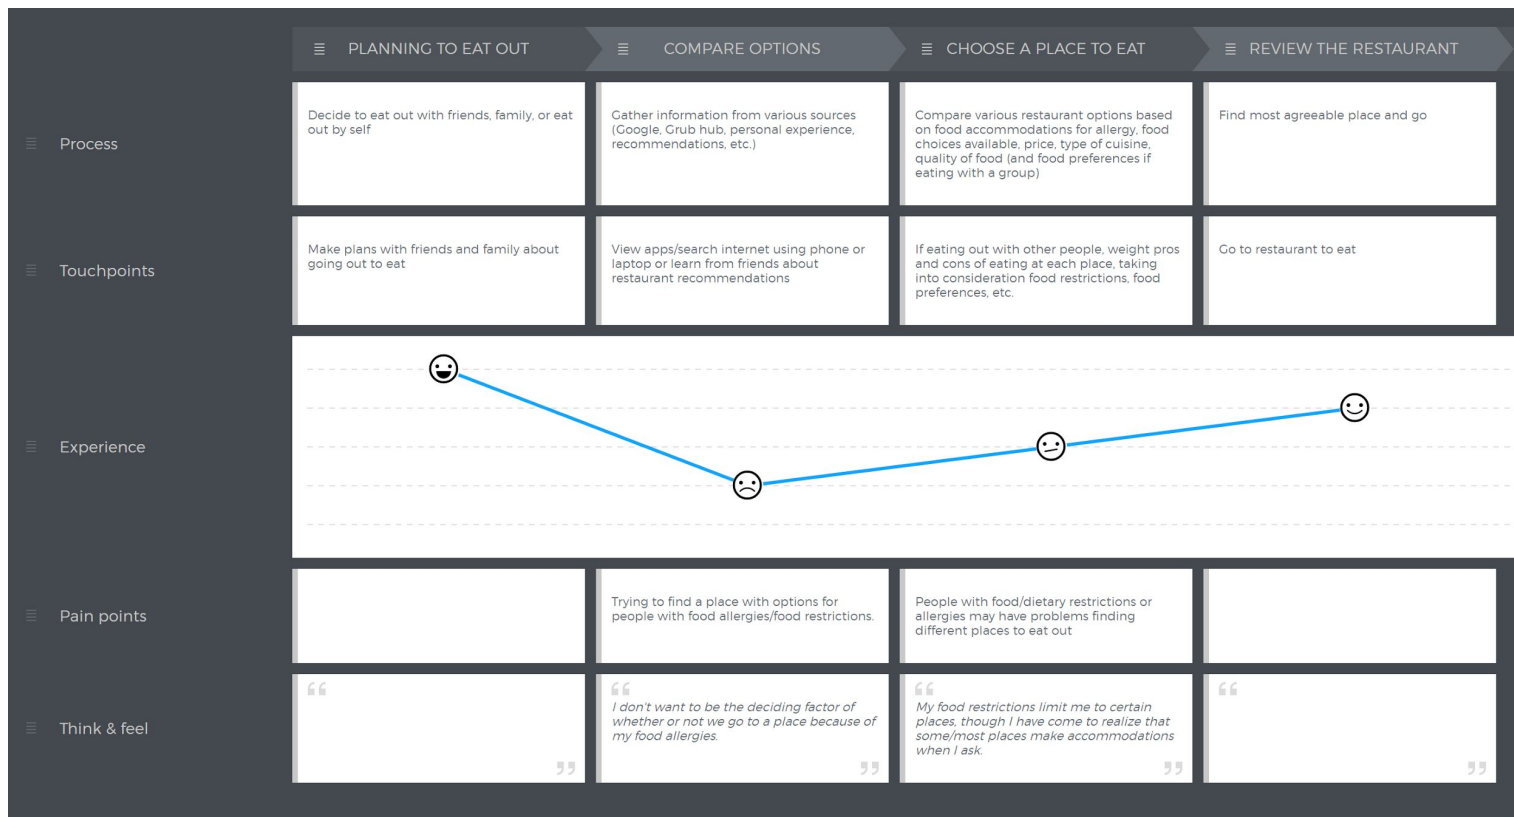 PLANNING TO EAT OUT
COMPARE OPTIONS
CHOOSE A PLACE TO EAT
REVIEW THE RESTAURANT
Process
Decide to eat out with friends, family, or eat
out by self
Gather information from various sources
(Google, Grub hub, personal experience,
recommendations, etc.)
Compare various restaurant options based
on food accommodations for allergy, food
choices available, price, type of cuisine,
quality of food (and food preferences if
eating with a group)
Find most agreeable place and go
Touchpoints
Make plans with friends and family about
going out to eat
View apps/search internet using phone or
laptop or learn from friends about
restaurant recommendations
If eating out with other people, weight pros
and cons of eating at each place, taking
into consideration food restrictions, food
preferences, etc.
Go to restaurant to eat
Experience
Pain points
Trying to find a place with options for
people with food allergies/food restrictions.
People with food/dietary restrictions or
allergies may have problems finding
different places to eat out
Think & feel
“
”
“
I don't want to be the deciding factor of
whether or not we go to a place because of
my food allergies.
”
“
My food restrictions limit me to certain
places, though I have come to realize that
some/most places make accommodations
when I ask.
”
“
”